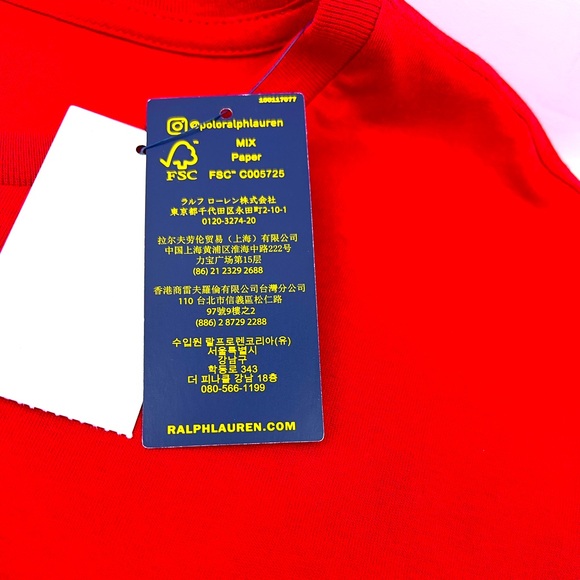 100117077
@poloralphlauren
FSC™
MIX
Paper
FSC™ C005725
ラルフ ローレン株式会社
東京都千代田区永田町2-10-1
0120-3274-20
拉尔夫劳伦贸易（上海）有限公司
中国上海黄浦区淮海中路222号
力宝广场第15层
(86) 21 2329 2688
香港商雷夫羅倫有限公司台灣分公司
110 台北市信義區松仁路
97號9樓之2
(886) 2 8729 2288
수입원 랄프로렌코리아(유)
서울특별시
강남구
학동로 343
더 피나클 강남 18층
080-566-1199
RALPHLAUREN.COM